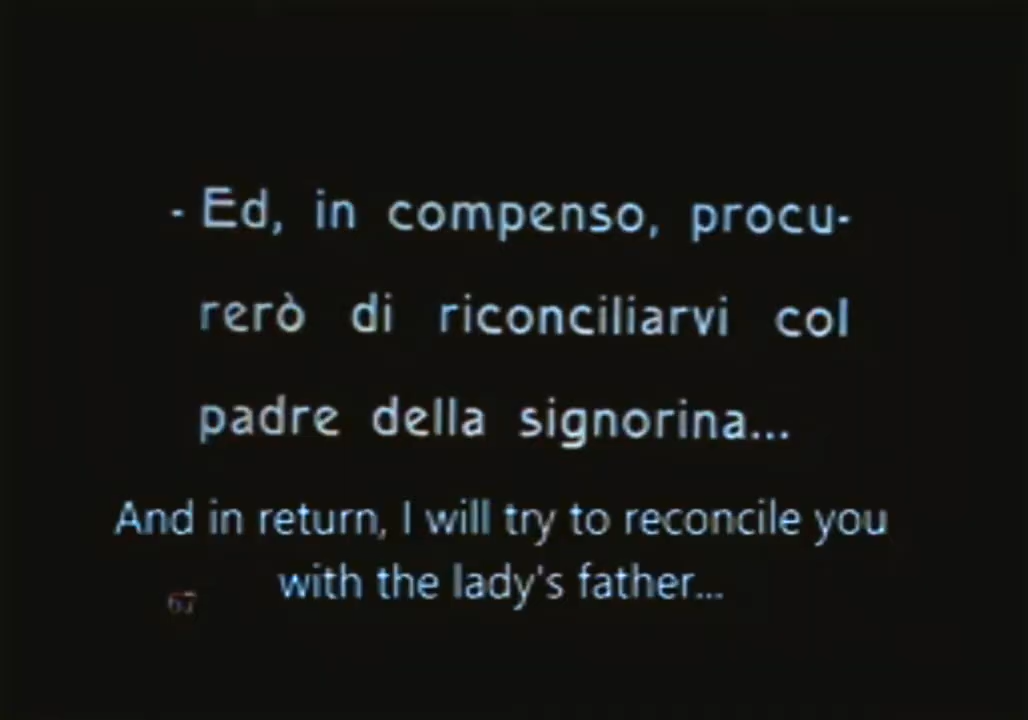 - Ed, in compenso, procu-
rerò di riconciliarvi col
padre della signorina...
And in return, I will try to reconcile you
with the lady's father...
67